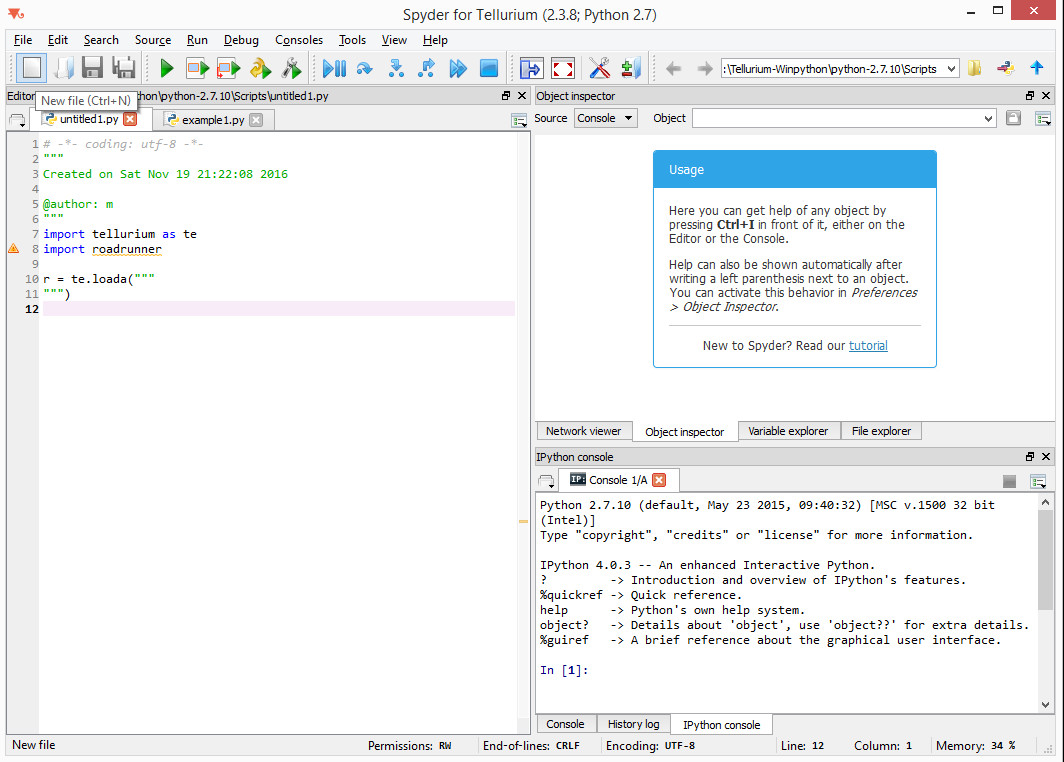 Spyder for Tellurium (2.3.8; Python 2.7)
File Edit Search Source Run Debug Consoles Tools View Help
:\Tellurium-Winpython\python-2.7.10\Scripts
Editor
hon\python-2.7.10\Scripts\untitled1.py
New file (Ctrl+N)
untitled1.py
example1.py
1 # -*- coding: utf-8 -*-
2 """
3 Created on Sat Nov 19 21:22:08 2016
4
5 @author: m
6 """
7 import tellurium as te
8 import roadrunner
9
10 r = te.loada("""
11 """)
12
Object inspector
Source Console Object
Usage
Here you can get help of any object by
pressing Ctrl+I in front of it, either on the
Editor or the Console.
Help can also be shown automatically after
writing a left parenthesis next to an object.
You can activate this behavior in Preferences
> Object Inspector.
New to Spyder? Read our tutorial
Network viewer Object inspector Variable explorer File explorer
IPython console
IP: Console 1/A
Python 2.7.10 (default, May 23 2015, 09:40:32) [MSC v.1500 32 bit
(Intel)]
Type "copyright", "credits" or "license" for more information.
IPython 4.0.3 -- An enhanced Interactive Python.
? -> Introduction and overview of IPython's features.
%quickref -> Quick reference.
help -> Python's own help system.
object? -> Details about 'object', use 'object??' for extra details.
%guiref -> A brief reference about the graphical user interface.
In [1]:
Console History log IPython console
New file Permissions: RW End-of-lines: CRLF Encoding: UTF-8 Line: 12 Column: 1 Memory: 34 %